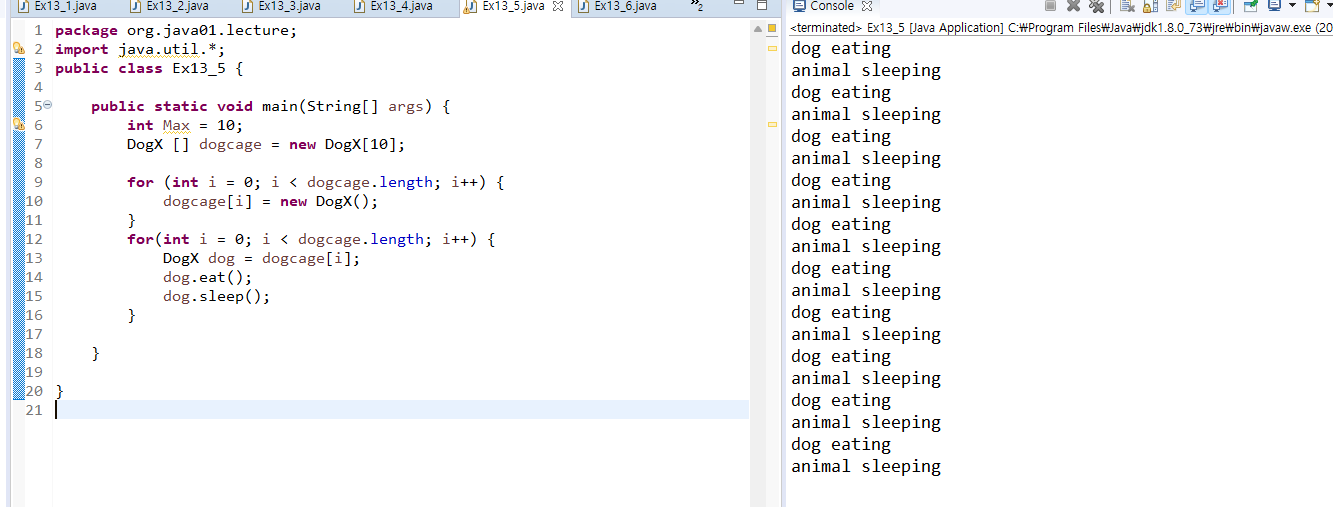 Ex13_1.java Ex13_2.java Ex13_3.java Ex13_4.java Ex13_5.java Ex13_6.java »2
1 package org.java01.lecture;
2 import java.util.*;
3 public class Ex13_5 {
4
5 public static void main(String[] args) {
6 int Max = 10;
7 DogX [] dogcage = new DogX[10];
8
9 for (int i = 0; i < dogcage.length; i++) {
10 dogcage[i] = new DogX();
11 }
12 for(int i = 0; i < dogcage.length; i++) {
13 DogX dog = dogcage[i];
14 dog.eat();
15 dog.sleep();
16 }
17
18 }
19
20 }
21
Console
<terminated> Ex13_5 [Java Application] C:₩Program Files₩Java₩jdk1.8.0_73₩jre₩bin₩javaw.exe (20
dog eating
animal sleeping
dog eating
animal sleeping
dog eating
animal sleeping
dog eating
animal sleeping
dog eating
animal sleeping
dog eating
animal sleeping
dog eating
animal sleeping
dog eating
animal sleeping
dog eating
animal sleeping
dog eating
animal sleeping